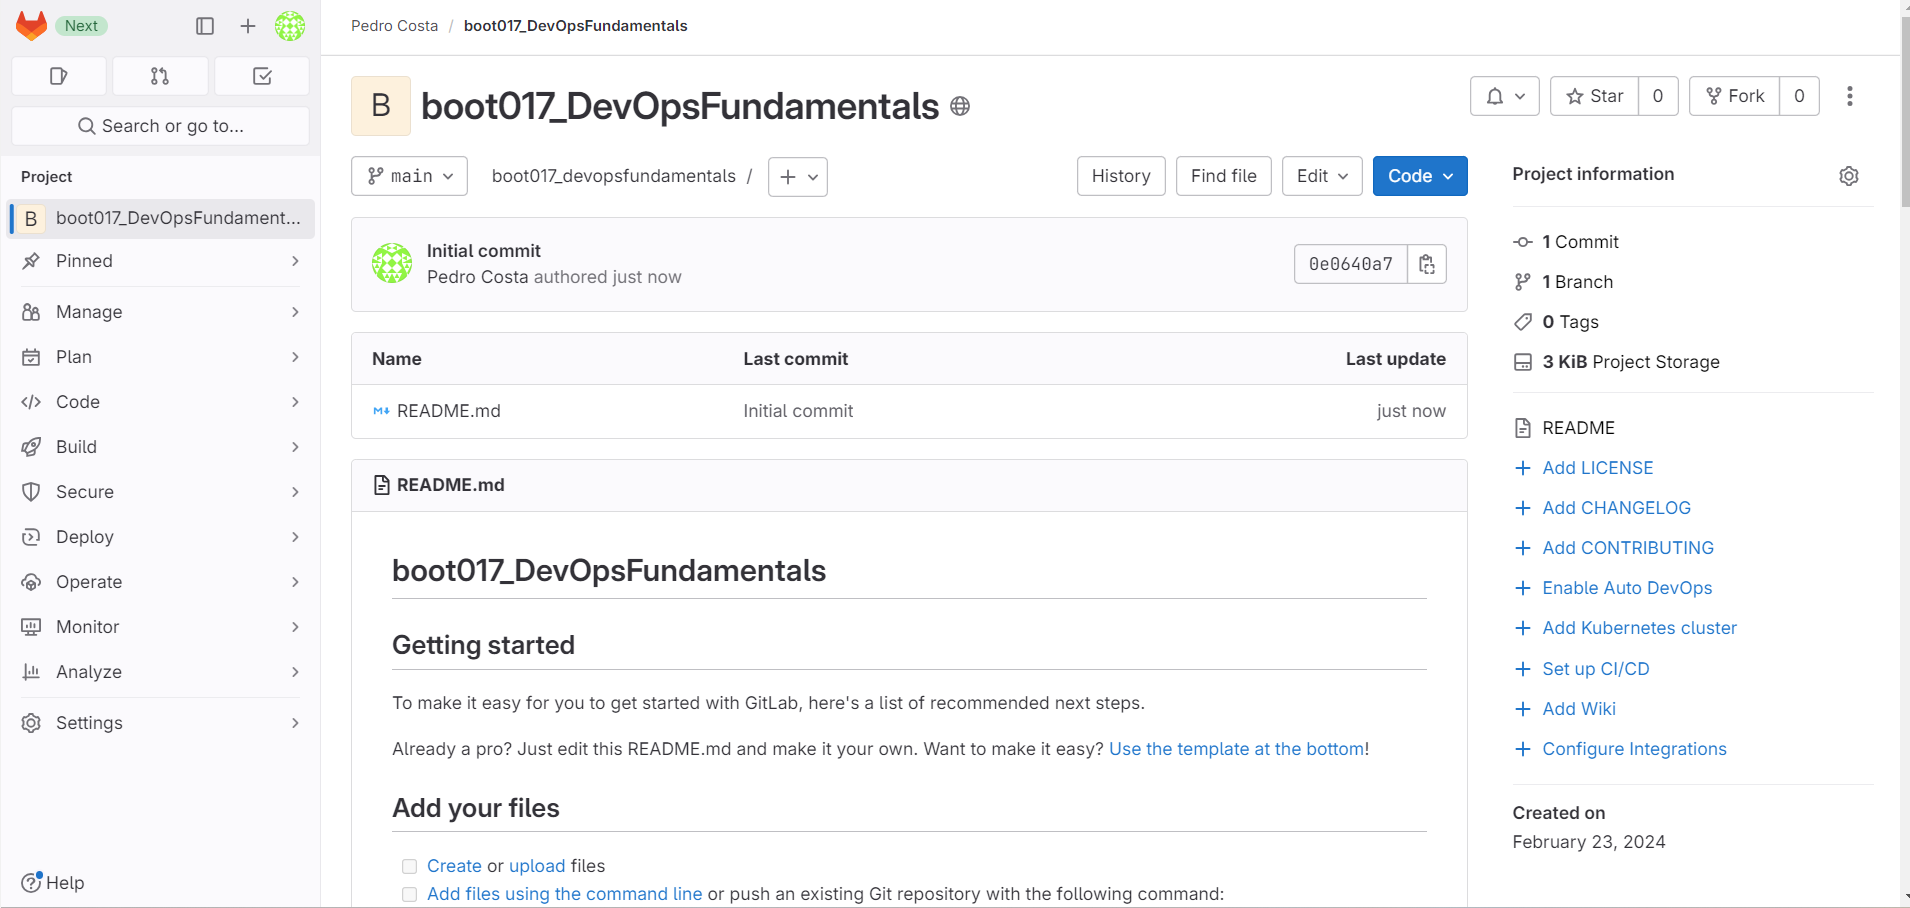 Next
Search or go to...
Project
B boot017_DevOpsFundament...
Pinned
Manage
Plan
Code
Build
Secure
Deploy
Operate
Monitor
Analyze
Settings
Help
Pedro Costa / boot017_DevOpsFundamentals
B boot017_DevOpsFundamentals
Star 0 Fork 0
main boot017_devopsfundamentals / + History Find file Edit Code
Initial commit
Pedro Costa authored just now
0e0640a7
Name Last commit Last update
README.md Initial commit just now
README.md
boot017_DevOpsFundamentals
Getting started
To make it easy for you to get started with GitLab, here's a list of recommended next steps.
Already a pro? Just edit this README.md and make it your own. Want to make it easy? Use the template at the bottom!
Add your files
Create or upload files
Add files using the command line or push an existing Git repository with the following command:
Project information
1 Commit
1 Branch
0 Tags
3 KiB Project Storage
README
+ Add LICENSE
+ Add CHANGELOG
+ Add CONTRIBUTING
+ Enable Auto DevOps
+ Add Kubernetes cluster
+ Set up CI/CD
+ Add Wiki
+ Configure Integrations
Created on
February 23, 2024